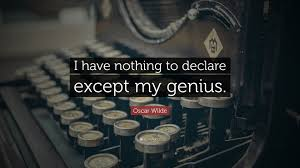 I have nothing to declare
except my genius.
Oscar Wilde